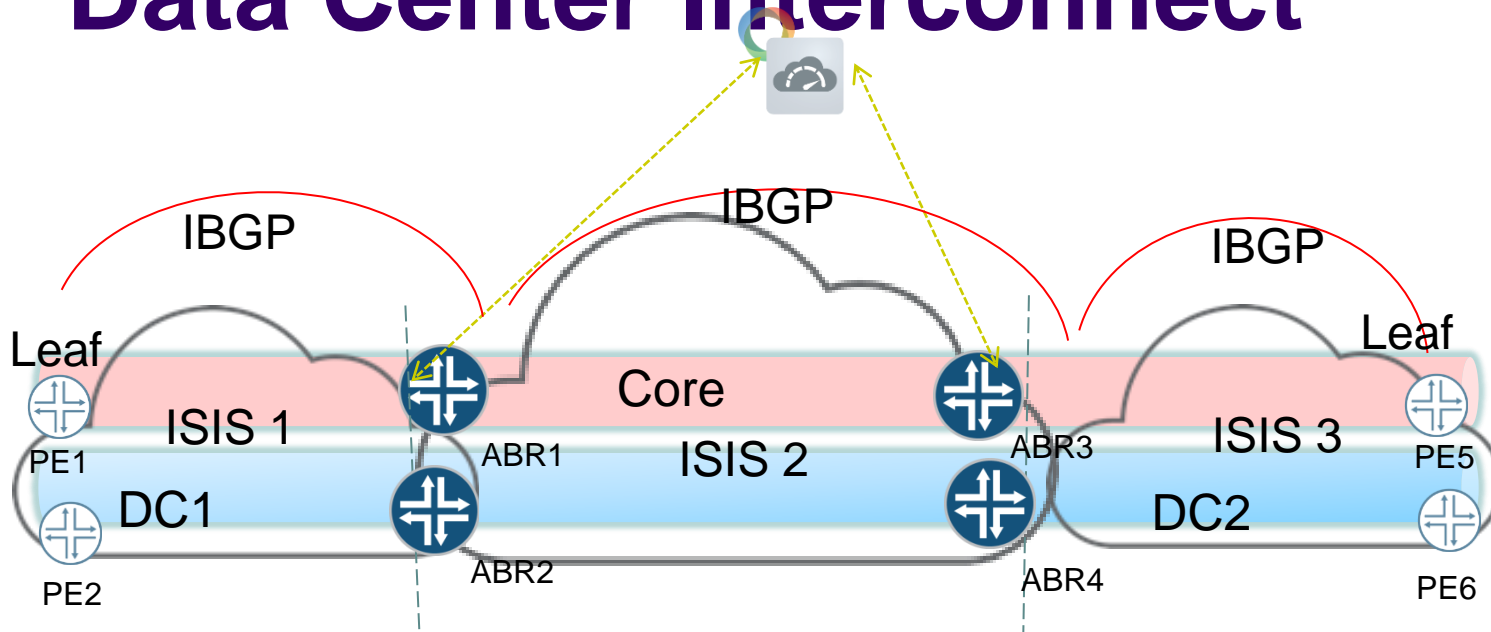 Data Center Interconnect
IBGP
IBGP
IBGP
Leaf
Leaf
Core
ISIS 1
ISIS 2
ISIS 3
ABR1
ABR3
PE1
PE5
DC1
DC2
ABR2
ABR4
PE2
PE6